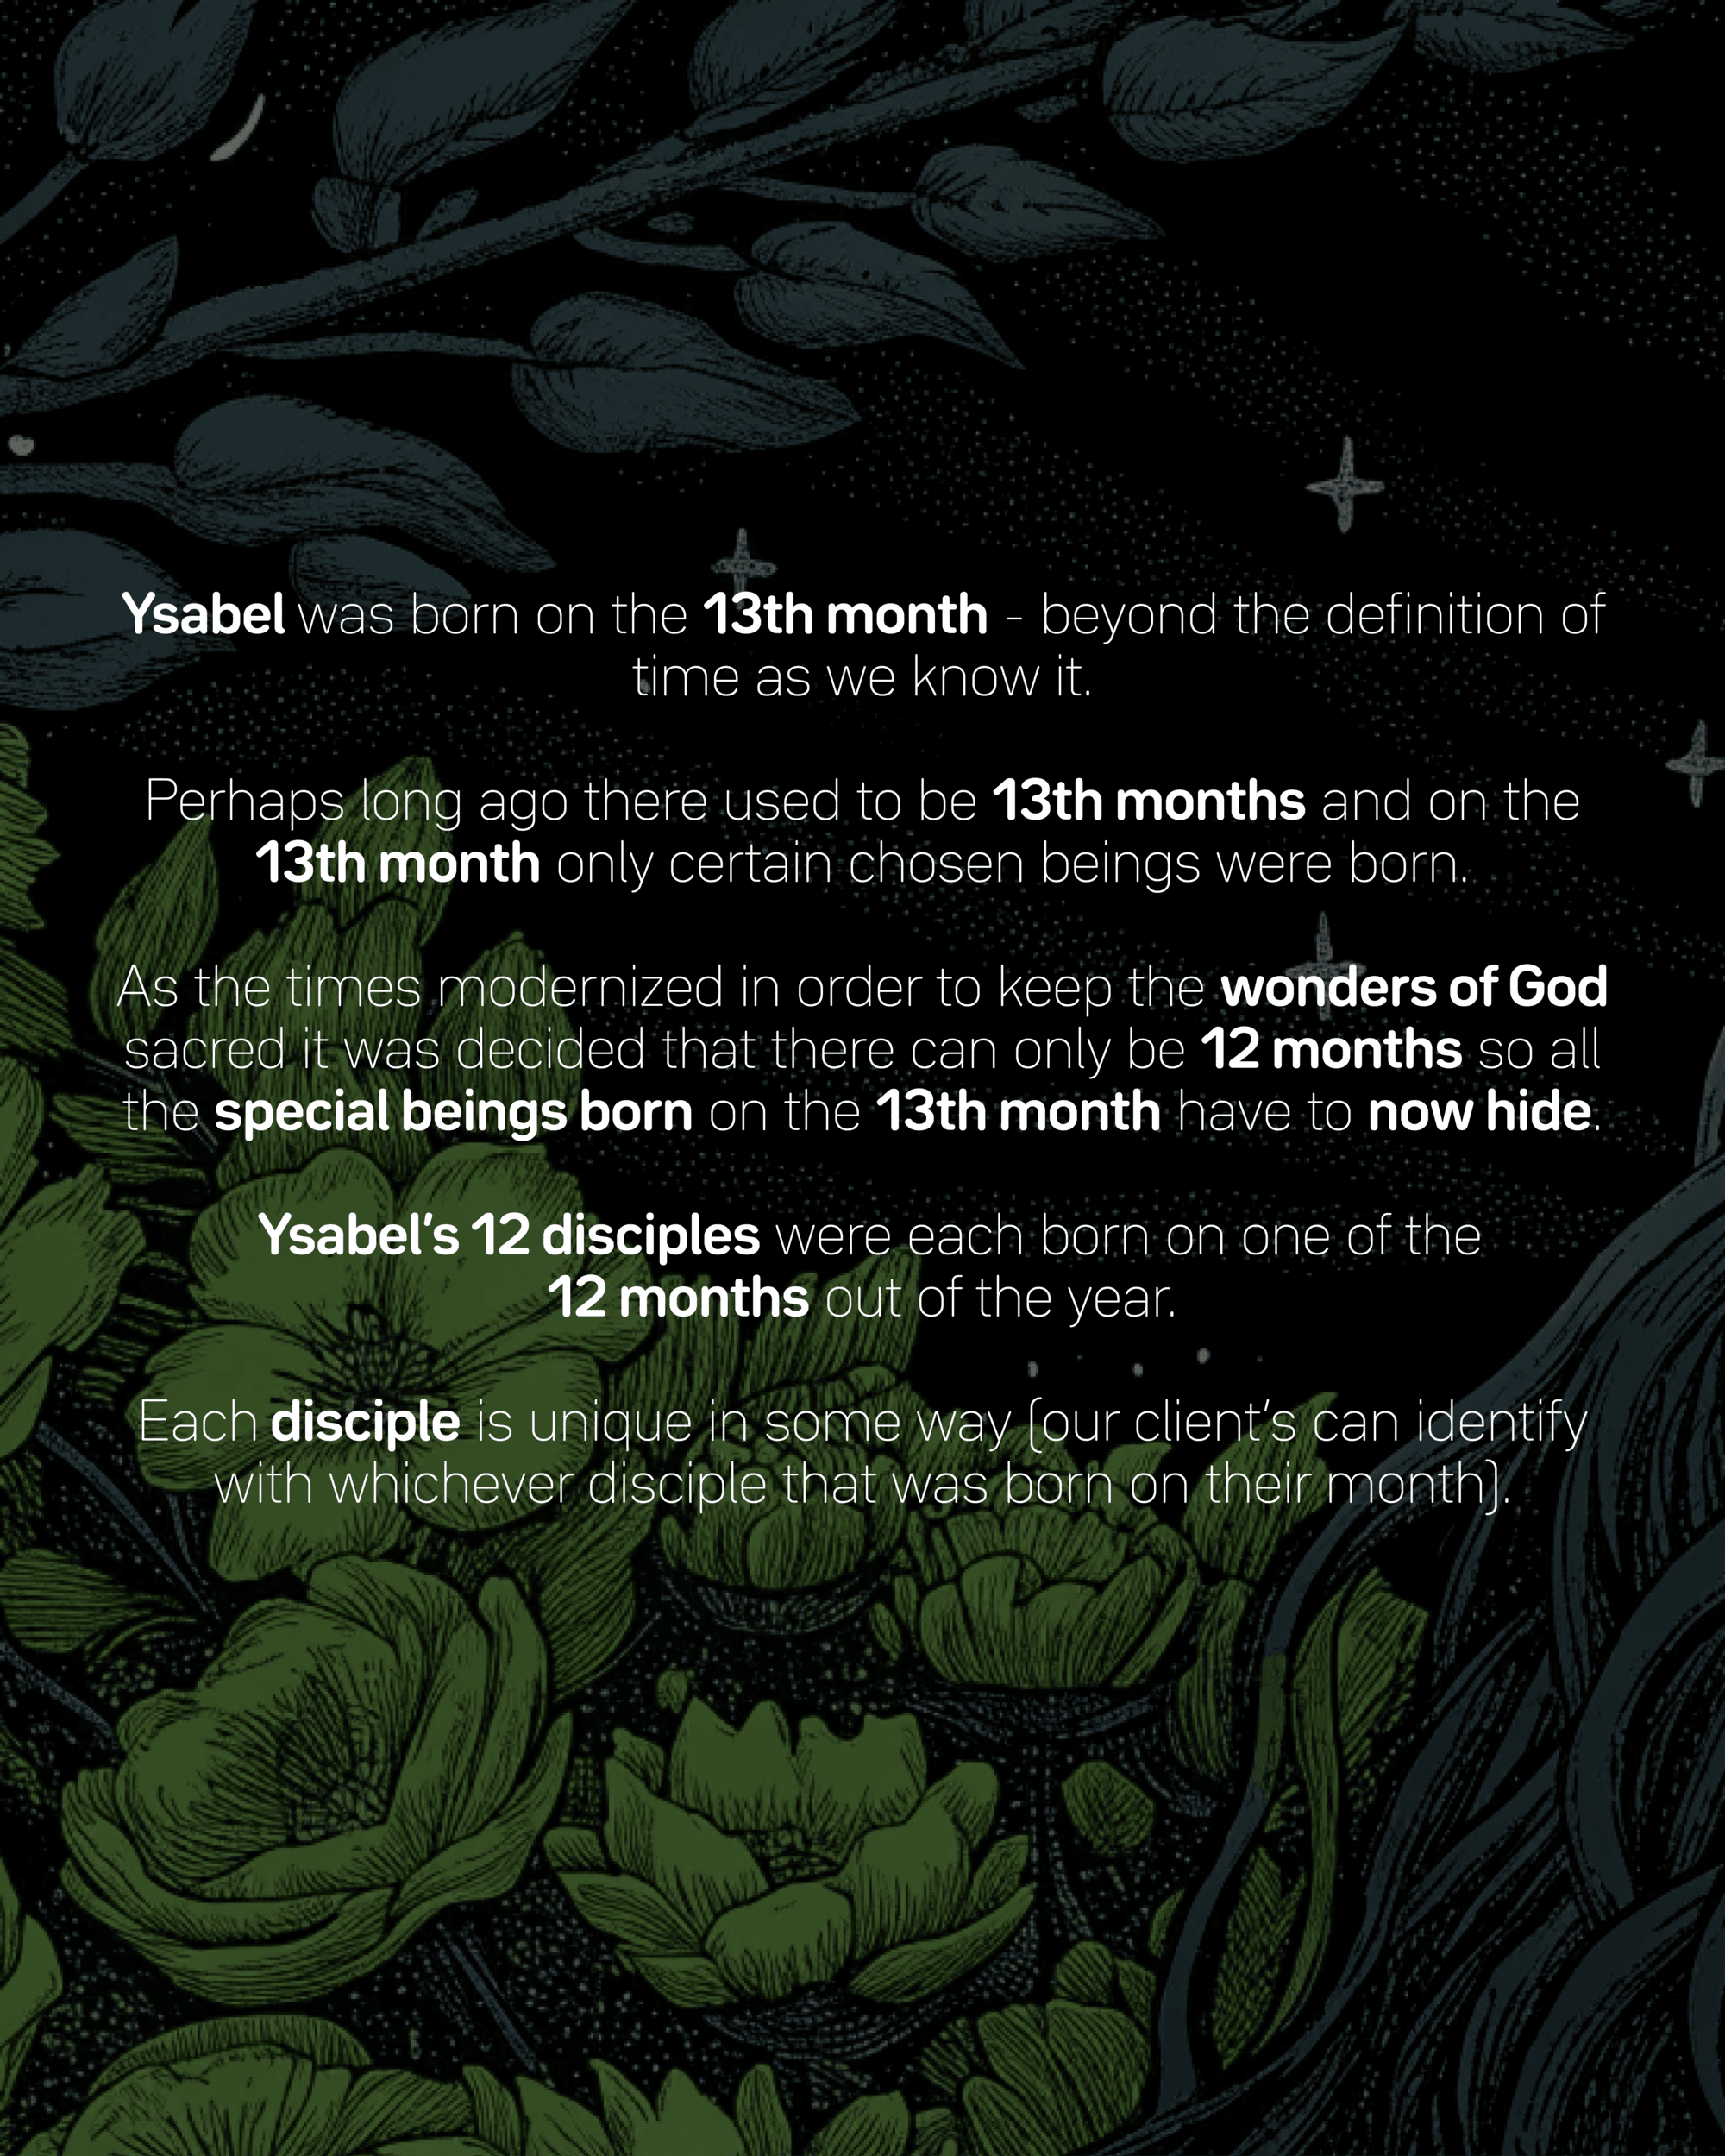 Ysabel was born on the 13th month - beyond the definition of
time as we know it.
Perhaps long ago there used to be 13th months and on the
13th month only certain chosen beings were born.
As the times modernized in order to keep the wonders of God
sacred it was decided that there can only be 12 months so all
the special beings born on the 13th month have to now hide.
Ysabel's 12 disciples were each born on one of the
12 months out of the year.
Each disciple is unique in some way (our client's can identify
with whichever disciple that was born on their month).